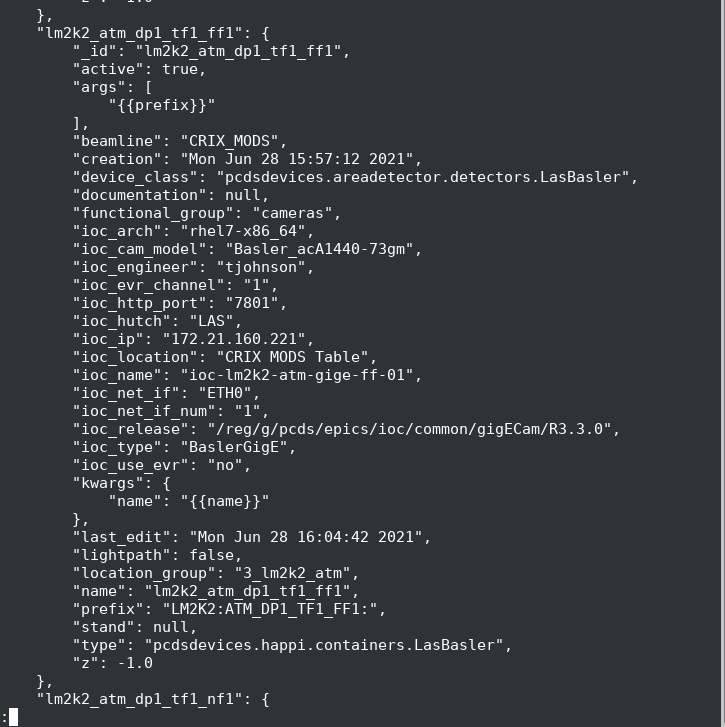 },
    "lm2k2_atm_dp1_tf1_ff1": {
        "_id": "lm2k2_atm_dp1_tf1_ff1",
        "active": true,
        "args": [
            "{{prefix}}"
        ],
        "beamline": "CRIX_MODS",
        "creation": "Mon Jun 28 15:57:12 2021",
        "device_class": "pcdsdevices.areadetector.detectors.LasBasler",
        "documentation": null,
        "functional_group": "cameras",
        "ioc_arch": "rhel7-x86_64",
        "ioc_cam_model": "Basler_acA1440-73gm",
        "ioc_engineer": "tjohnson",
        "ioc_evr_channel": "1",
        "ioc_http_port": "7801",
        "ioc_hutch": "LAS",
        "ioc_ip": "172.21.160.221",
        "ioc_location": "CRIX MODS Table",
        "ioc_name": "ioc-lm2k2-atm-gige-ff-01",
        "ioc_net_if": "ETH0",
        "ioc_net_if_num": "1",
        "ioc_release": "/reg/g/pcds/epics/ioc/common/gigECam/R3.3.0",
        "ioc_type": "BaslerGigE",
        "ioc_use_evr": "no",
        "kwargs": {
            "name": "{{name}}"
        },
        "last_edit": "Mon Jun 28 16:04:42 2021",
        "lightpath": false,
        "location_group": "3_lm2k2_atm",
        "name": "lm2k2_atm_dp1_tf1_ff1",
        "prefix": "LM2K2:ATM_DP1_TF1_FF1:",
        "stand": null,
        "type": "pcdsdevices.happi.containers.LasBasler",
        "z": -1.0
    },
    "lm2k2_atm_dp1_tf1_nf1": {
: